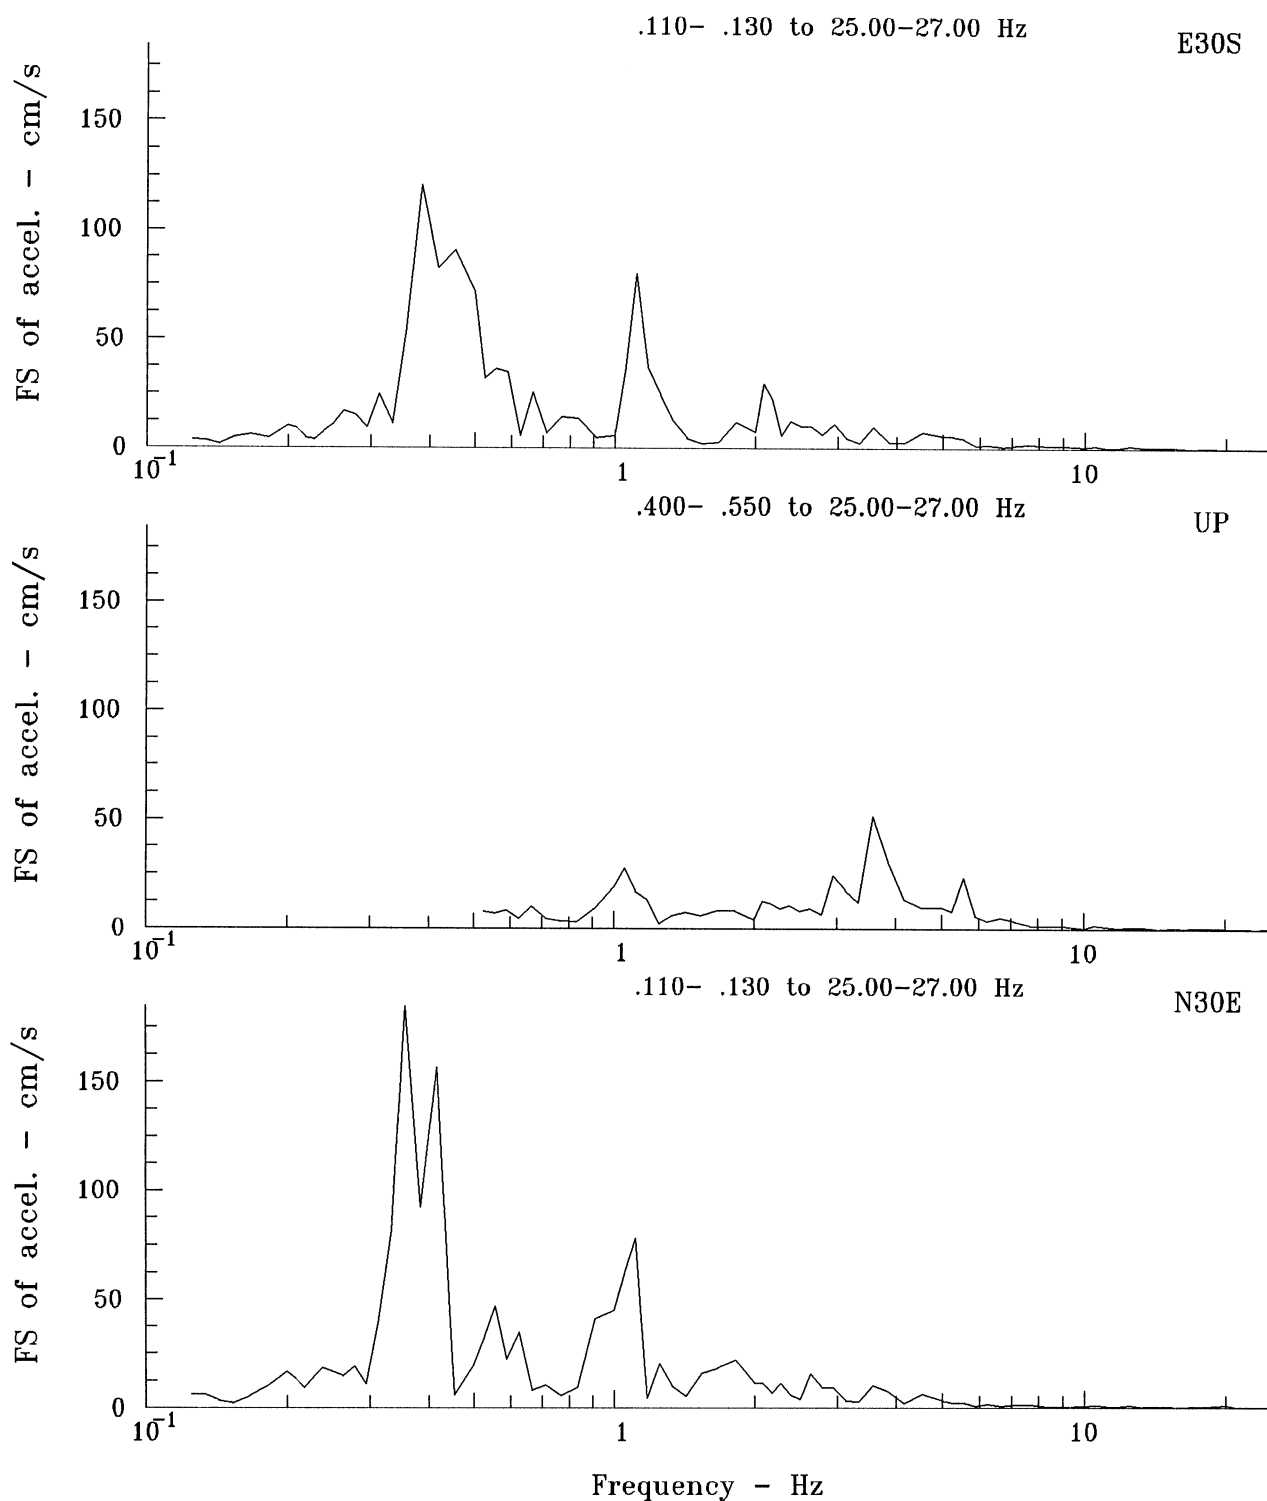 .110- .130 to 25.00-27.00 Hz
E30S
FS of accel. - cm/s
150
100
50
0
10-1
1
10
.400- .550 to 25.00-27.00 Hz
UP
FS of accel. - cm/s
150
100
50
0
10-1
1
10
.110- .130 to 25.00-27.00 Hz
N30E
FS of accel. - cm/s
150
100
50
0
10-1
1
10
Frequency - Hz